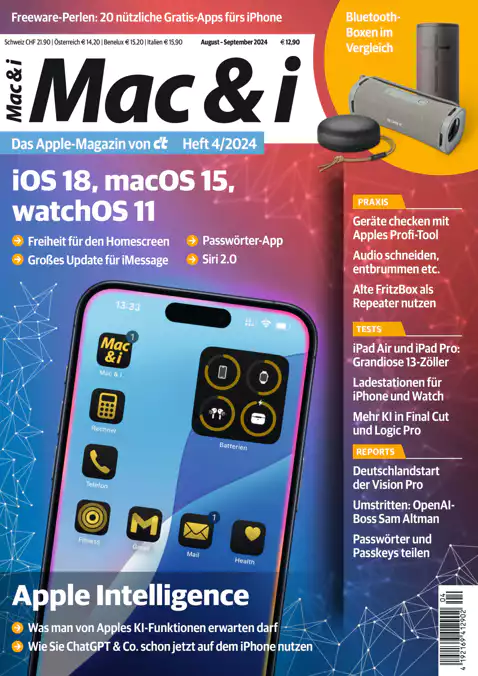 Freeware-Perlen: 20 nützliche Gratis-Apps fürs iPhone
Bluetooth-
Boxen im
Vergleich
Schweiz CHF 21.90 | Österreich € 14,20 | Benelux € 15,20 | Italien € 15,90
August – September 2024
€ 12,90
Mac & i
Mac & i
Das Apple-Magazin von c't
Heft 4/2024
iOS 18, macOS 15,
watchOS 11
Freiheit für den Homescreen
Großes Update für iMessage
Passwörter-App
Siri 2.0
PRAXIS
Geräte checken mit
Apples Profi-Tool
Audio schneiden,
entbrummen etc.
Alte FritzBox als
Repeater nutzen
TESTS
iPad Air und iPad Pro:
Grandiose 13-Zöller
Ladestationen für
iPhone und Watch
Mehr KI in Final Cut
und Logic Pro
REPORTS
Deutschlandstart
der Vision Pro
Umstritten: OpenAI-
Boss Sam Altman
Passwörter und
Passkeys teilen
13:33
Mac
& i
1
Mac & i
Rechner
Batterien
Telefon
Fitness
1
Mail
Health
Apple Intelligence
Was man von Apples KI-Funktionen erwarten darf
Wie Sie ChatGPT & Co. schon jetzt auf dem iPhone nutzen
04
4 192169 412902